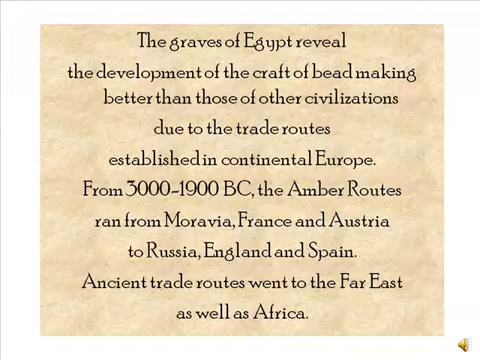 The graves of Egypt reveal
the development of the craft of bead making
better than those of other civilizations
due to the trade routes
established in continental Europe.
From 3000-1900 BC, the Amber Routes
ran from Moravia, France and Austria
to Russia, England and Spain.
Ancient trade routes went to the Far East
as well as Africa.